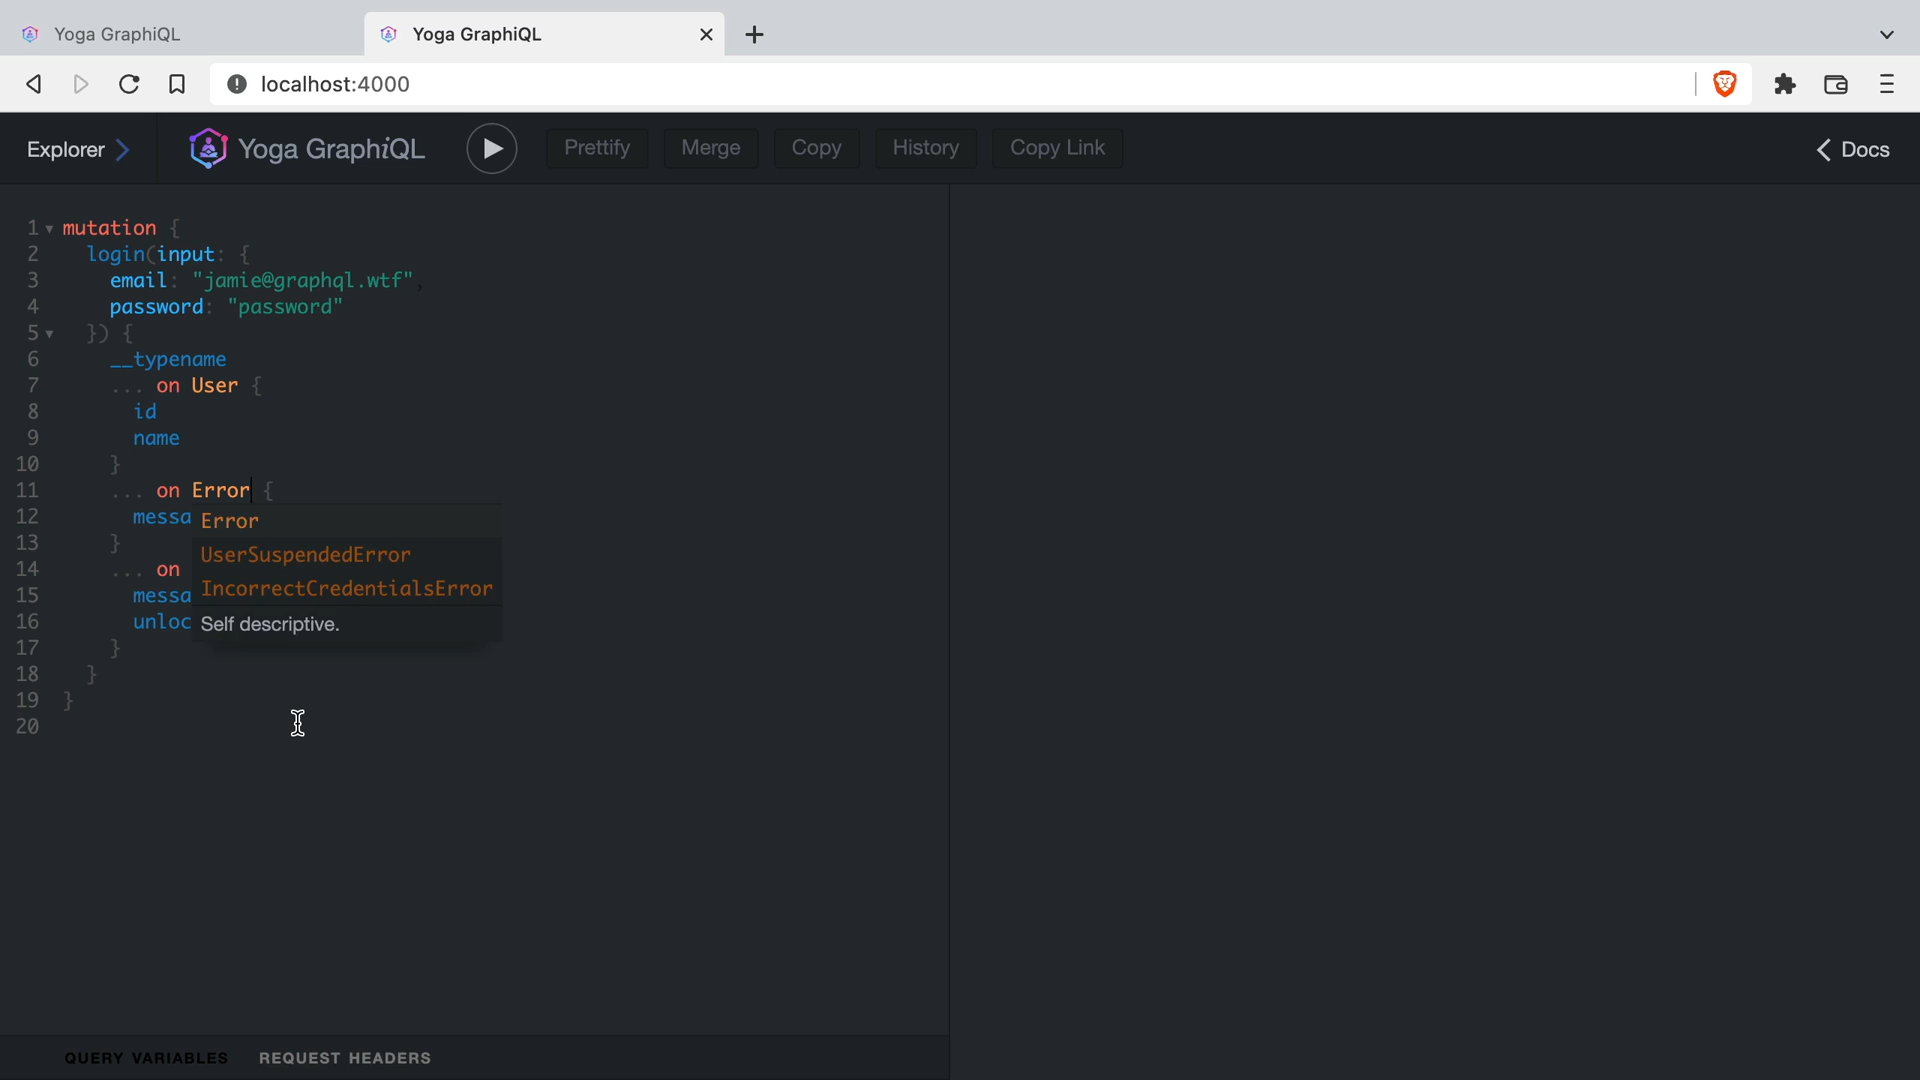 Yoga GraphiQL
Yoga GraphiQL
localhost:4000
Explorer
Yoga GraphiQL
Prettify
Merge
Copy
History
Copy Link
Docs
1 mutation {
2 login(input: {
3 email: "jamie@graphql.wtf",
4 password: "password"
5 }) {
6 __typename
7 ... on User {
8 id
9 name
10 }
11 ... on Error {
12 messa
Error
13 }
UserSuspendedError
14 ... on
IncorrectCredentialsError
15 messa
16 unloc
Self descriptive.
17 }
18 }
19 }
20
QUERY VARIABLES
REQUEST HEADERS